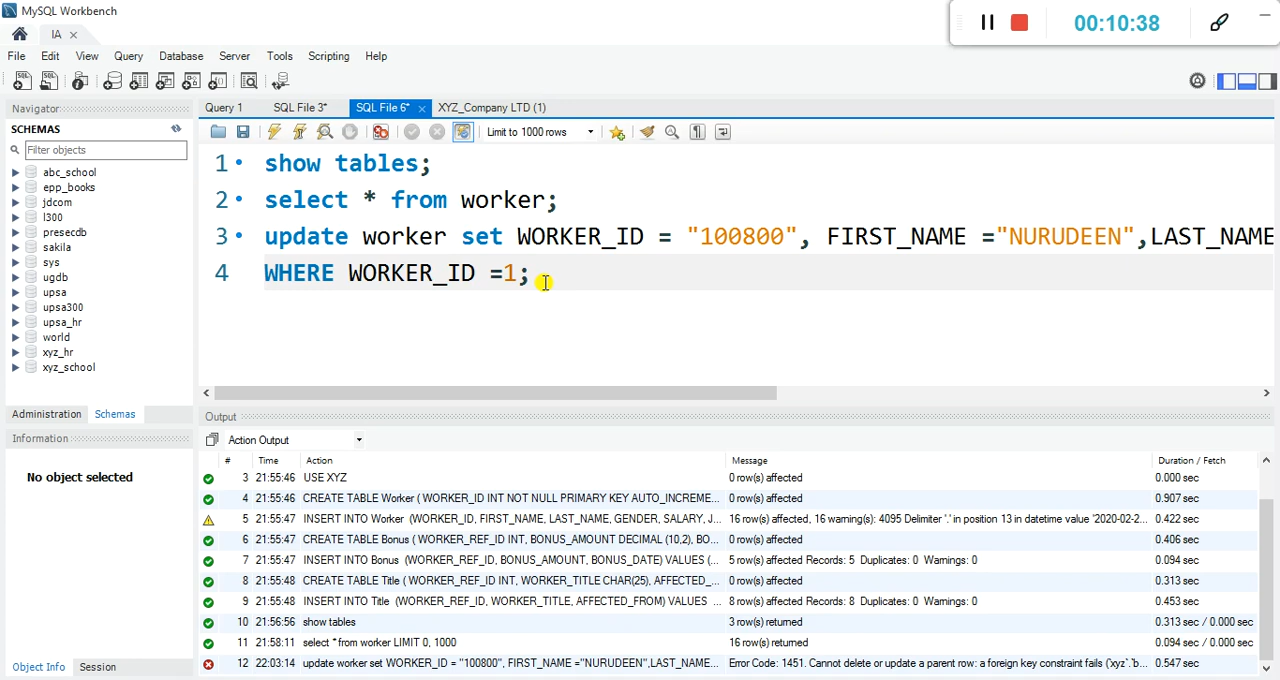 MySQL Workbench
00:10:38
IA ×
File Edit View Query Database Server Tools Scripting Help
Navigator
SCHEMAS
Filter objects
abc_school
epp_books
jdcom
l300
presecdb
sakila
sys
ugdb
upsa
upsa300
upsa_hr
world
xyz_hr
xyz_school
Administration Schemas
Information
No object selected
Object Info Session
Query 1 SQL File 3* SQL File 6* × XYZ_Company LTD (1)
Limit to 1000 rows
1 show tables;
2 select * from worker;
3 update worker set WORKER_ID = "100800", FIRST_NAME ="NURUDEEN",LAST_NAME
4 WHERE WORKER_ID =1;
Output
Action Output
# Time Action Message Duration / Fetch
3 21:55:46 USE XYZ 0 row(s) affected 0.000 sec
4 21:55:46 CREATE TABLE Worker ( WORKER_ID INT NOT NULL PRIMARY KEY AUTO_INCREME... 0 row(s) affected 0.907 sec
5 21:55:47 INSERT INTO Worker (WORKER_ID, FIRST_NAME, LAST_NAME, GENDER, SALARY, J... 16 row(s) affected, 16 warning(s): 4095 Delimiter '.' in position 13 in datetime value '2020-02-2... 0.422 sec
6 21:55:47 CREATE TABLE Bonus ( WORKER_REF_ID INT, BONUS_AMOUNT DECIMAL (10,2), BO... 0 row(s) affected 0.406 sec
7 21:55:47 INSERT INTO Bonus (WORKER_REF_ID, BONUS_AMOUNT, BONUS_DATE) VALUES (... 5 row(s) affected Records: 5 Duplicates: 0 Warnings: 0 0.094 sec
8 21:55:48 CREATE TABLE Title ( WORKER_REF_ID INT, WORKER_TITLE CHAR(25), AFFECTED_... 0 row(s) affected 0.313 sec
9 21:55:48 INSERT INTO Title (WORKER_REF_ID, WORKER_TITLE, AFFECTED_FROM) VALUES ... 8 row(s) affected Records: 8 Duplicates: 0 Warnings: 0 0.453 sec
10 21:56:56 show tables 3 row(s) returned 0.313 sec / 0.000 sec
11 21:58:11 select * from worker LIMIT 0, 1000 16 row(s) returned 0.094 sec / 0.000 sec
12 22:03:14 update worker set WORKER_ID = "100800", FIRST_NAME ="NURUDEEN",LAST_NAME... Error Code: 1451. Cannot delete or update a parent row: a foreign key constraint fails (`xyz`.`b... 0.547 sec